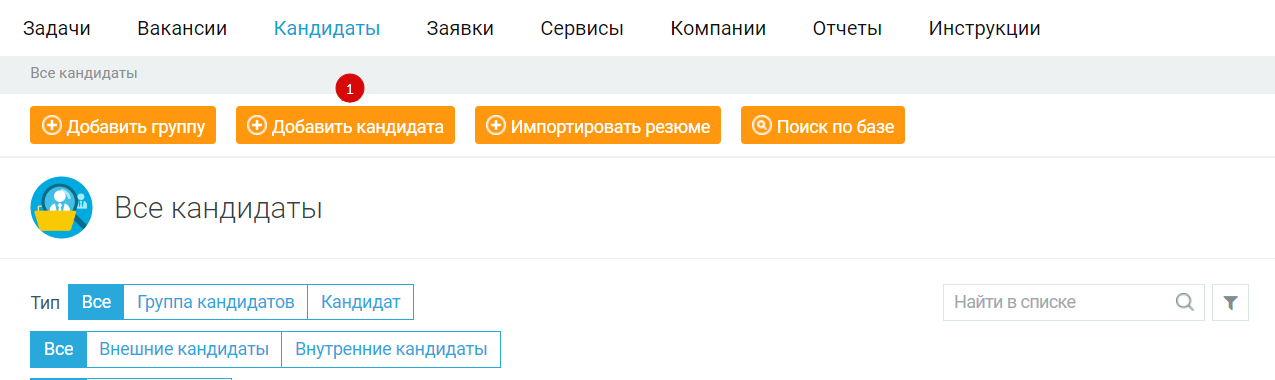 Задачи Вакансии Кандидаты Заявки Сервисы Компании Отчеты Инструкции
Все кандидаты
1
Добавить группу Добавить кандидата Импортировать резюме Поиск по базе
Все кандидаты
Тип Все Группа кандидатов Кандидат Найти в списке
Все Внешние кандидаты Внутренние кандидаты